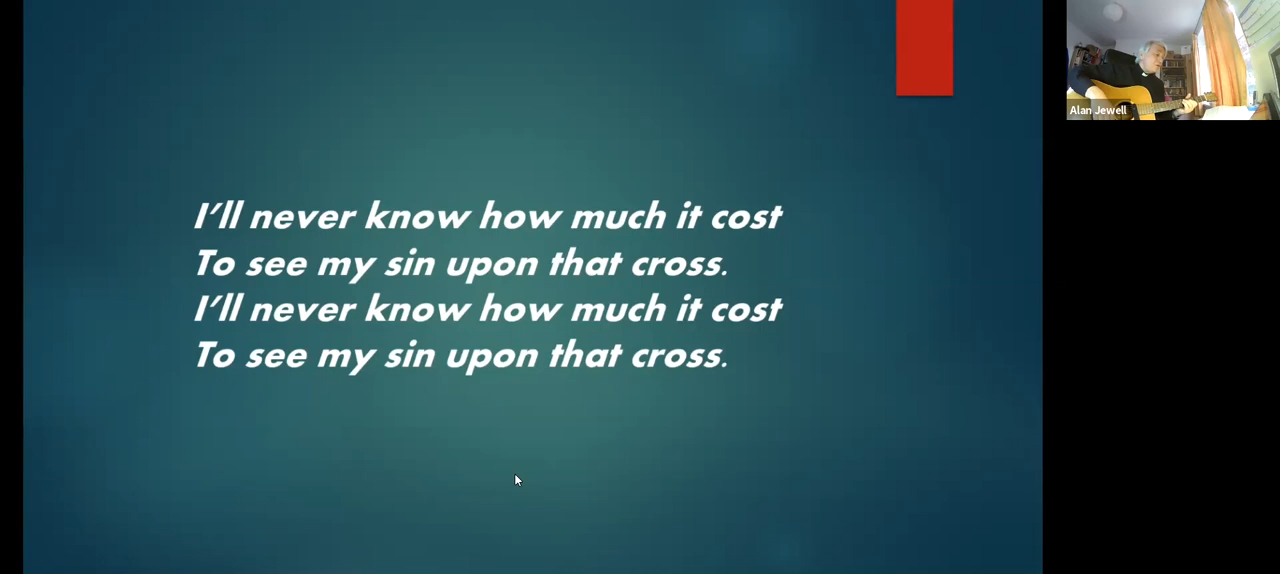 I’ll never know how much it cost
To see my sin upon that cross.
I’ll never know how much it cost
To see my sin upon that cross.
Alan Jewell